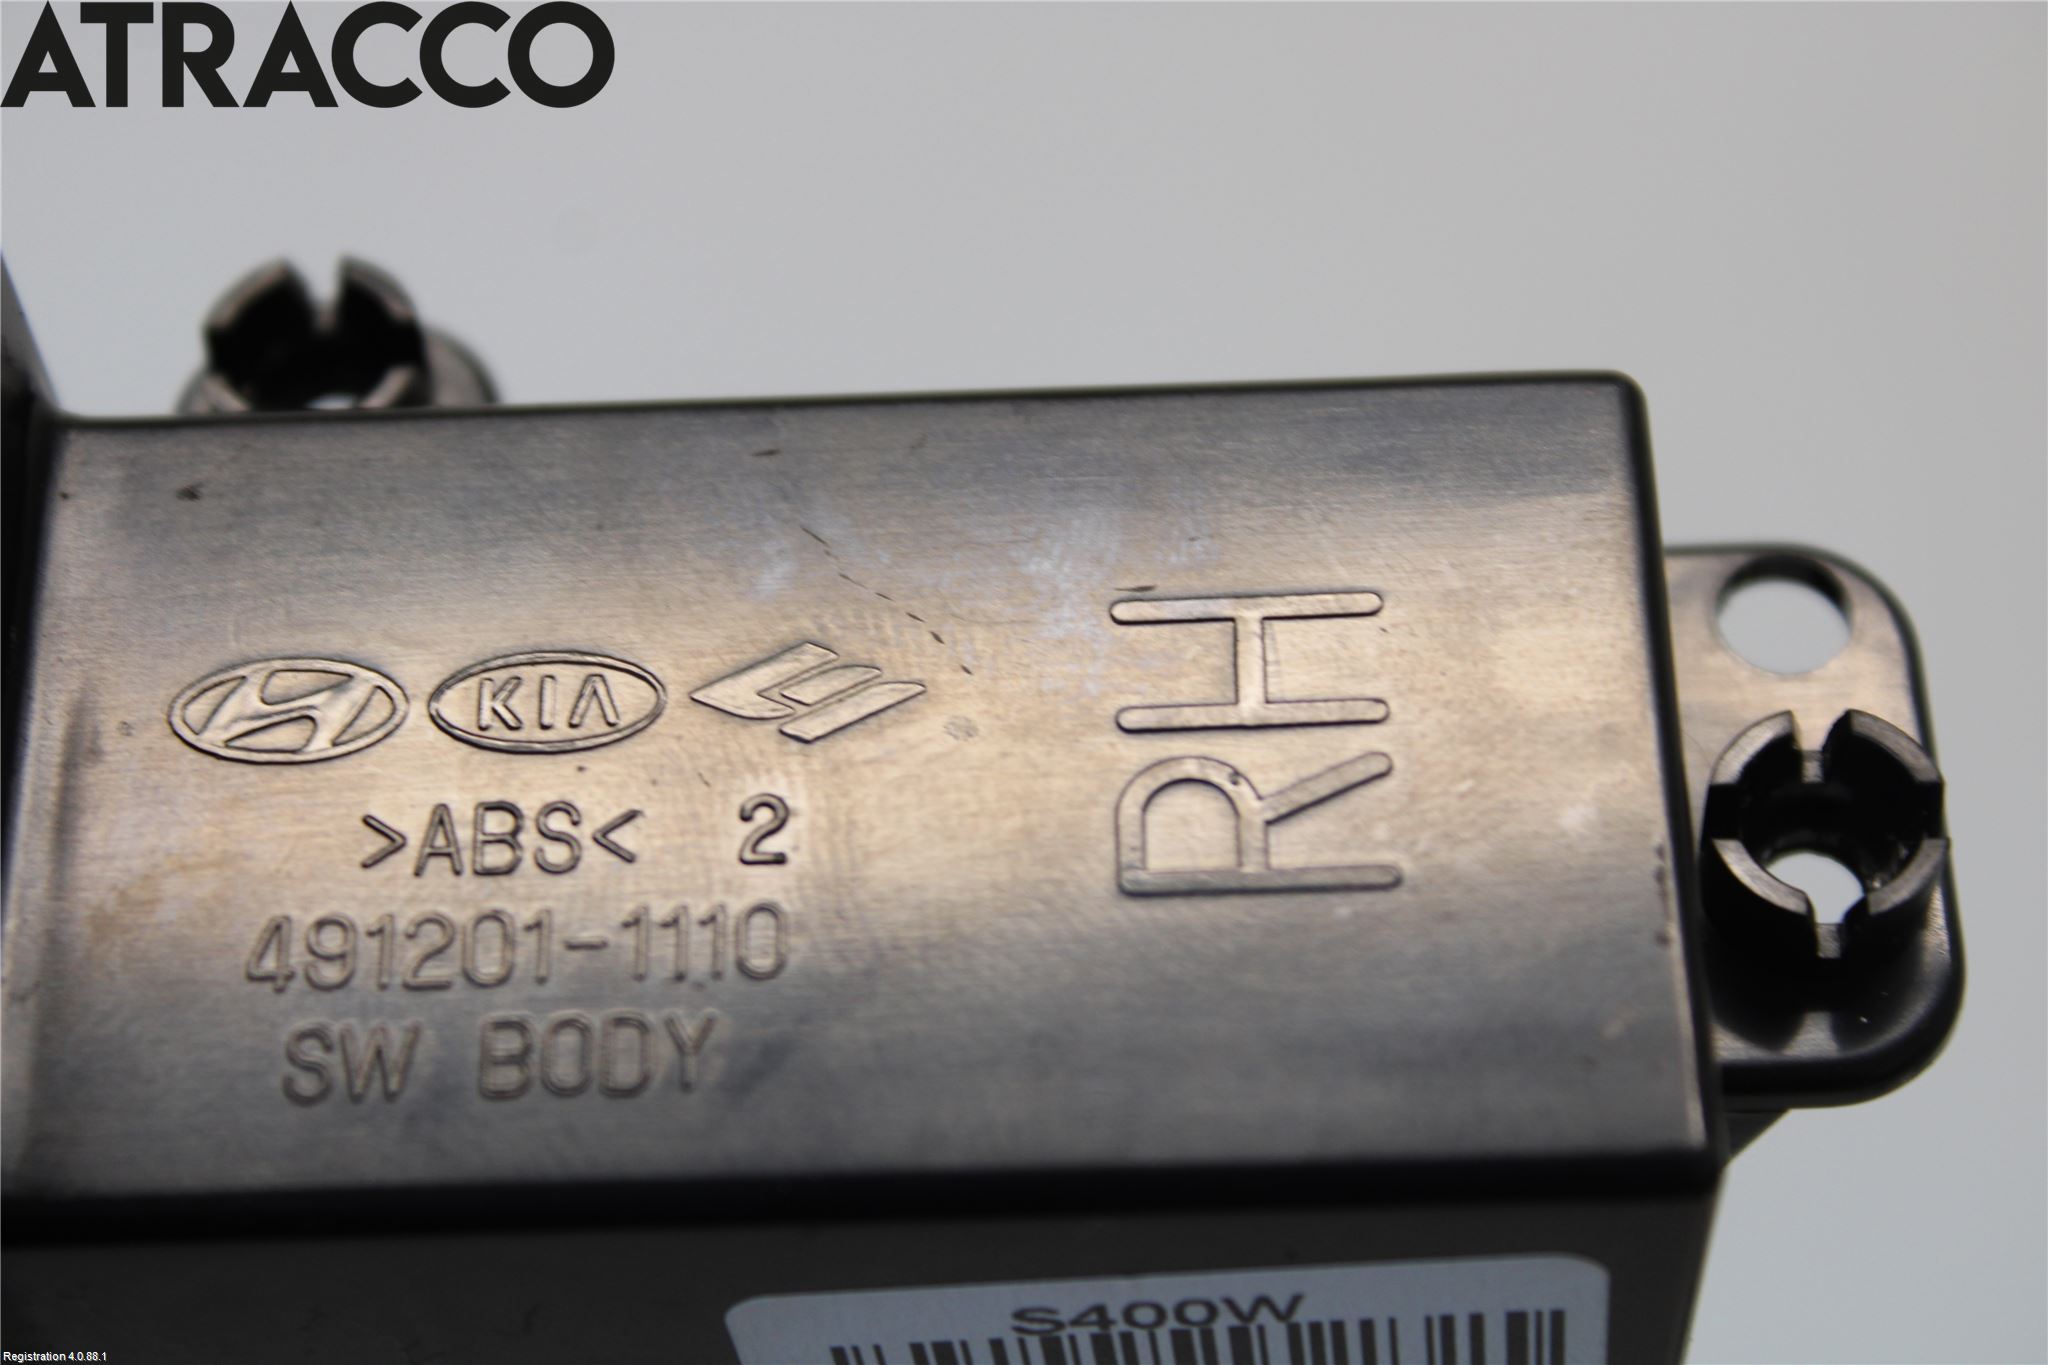 ATRACCO
KIA
RH
>ABS< 2
491201-1110
SW BODY
S400W
Registration 4.0.88.1